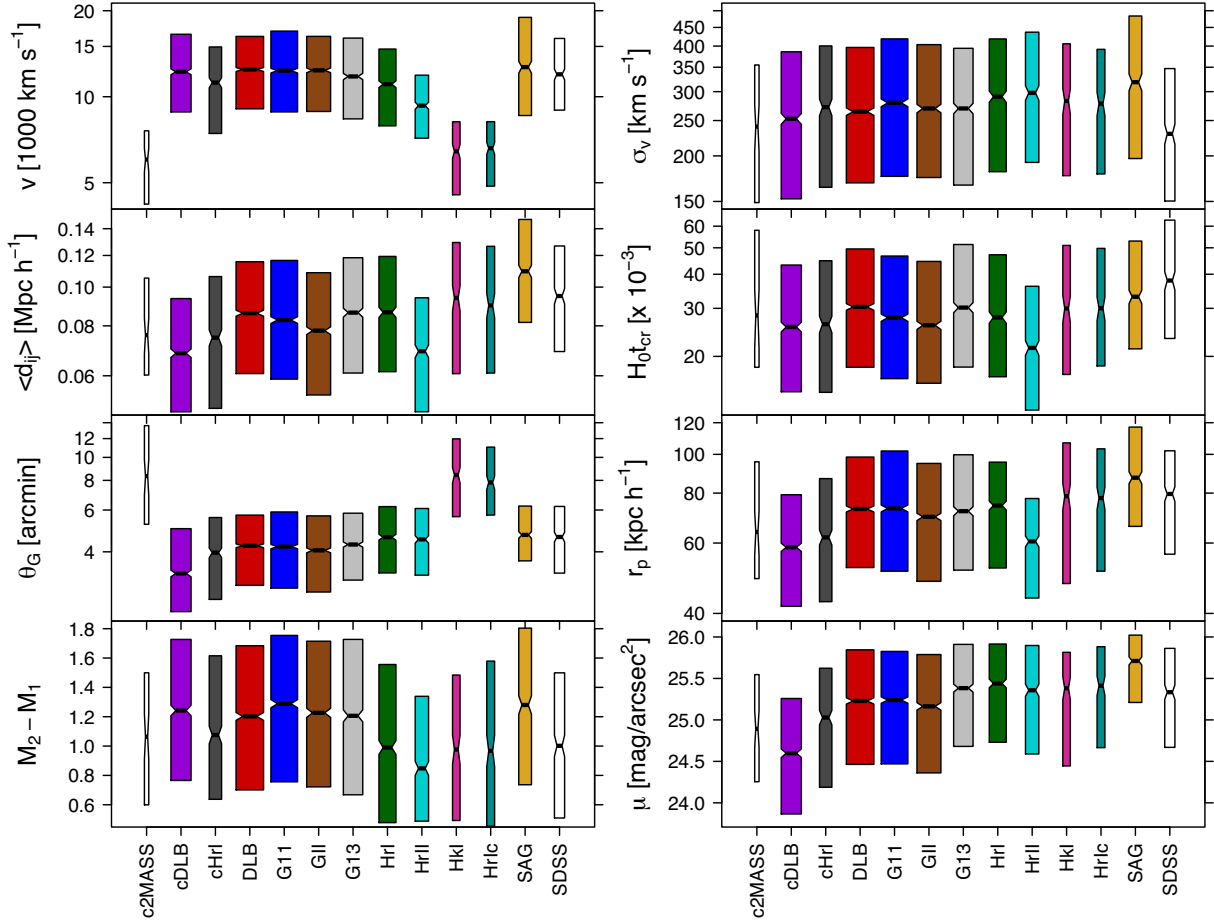 20
15
10
5
v [1000 km s⁻¹]
450
400
350
300
250
200
150
σᵥ [km s⁻¹]
0.14
0.12
0.10
0.08
0.06
<dᵢⱼ> [Mpc h⁻¹]
60
50
40
30
20
H₀t_cr [x 10⁻³]
12
10
8
6
4
θ_G [arcmin]
120
100
80
60
40
r_p [kpc h⁻¹]
1.8
1.6
1.4
1.2
1.0
0.8
0.6
M₂ − M₁
26.0
25.5
25.0
24.5
24.0
μ [mag/arcsec²]
c2MASS
cDLB
cHrI
DLB
G11
GII
G13
HrI
HrII
HkI
HrIc
SAG
SDSS
c2MASS
cDLB
cHrI
DLB
G11
GII
G13
HrI
HrII
HkI
HrIc
SAG
SDSS